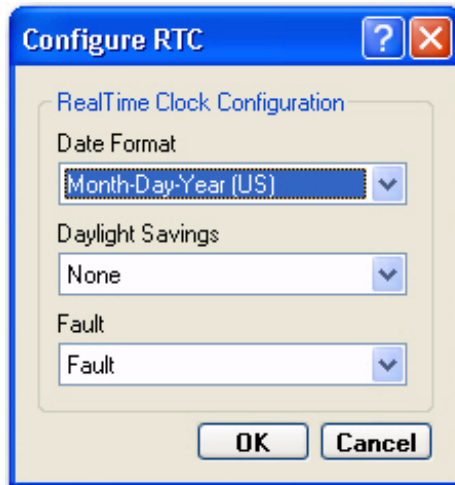 Configure RTC
RealTime Clock Configuration
Date Format
Month-Day-Year (US)
Daylight Savings
None
Fault
Fault
OK Cancel